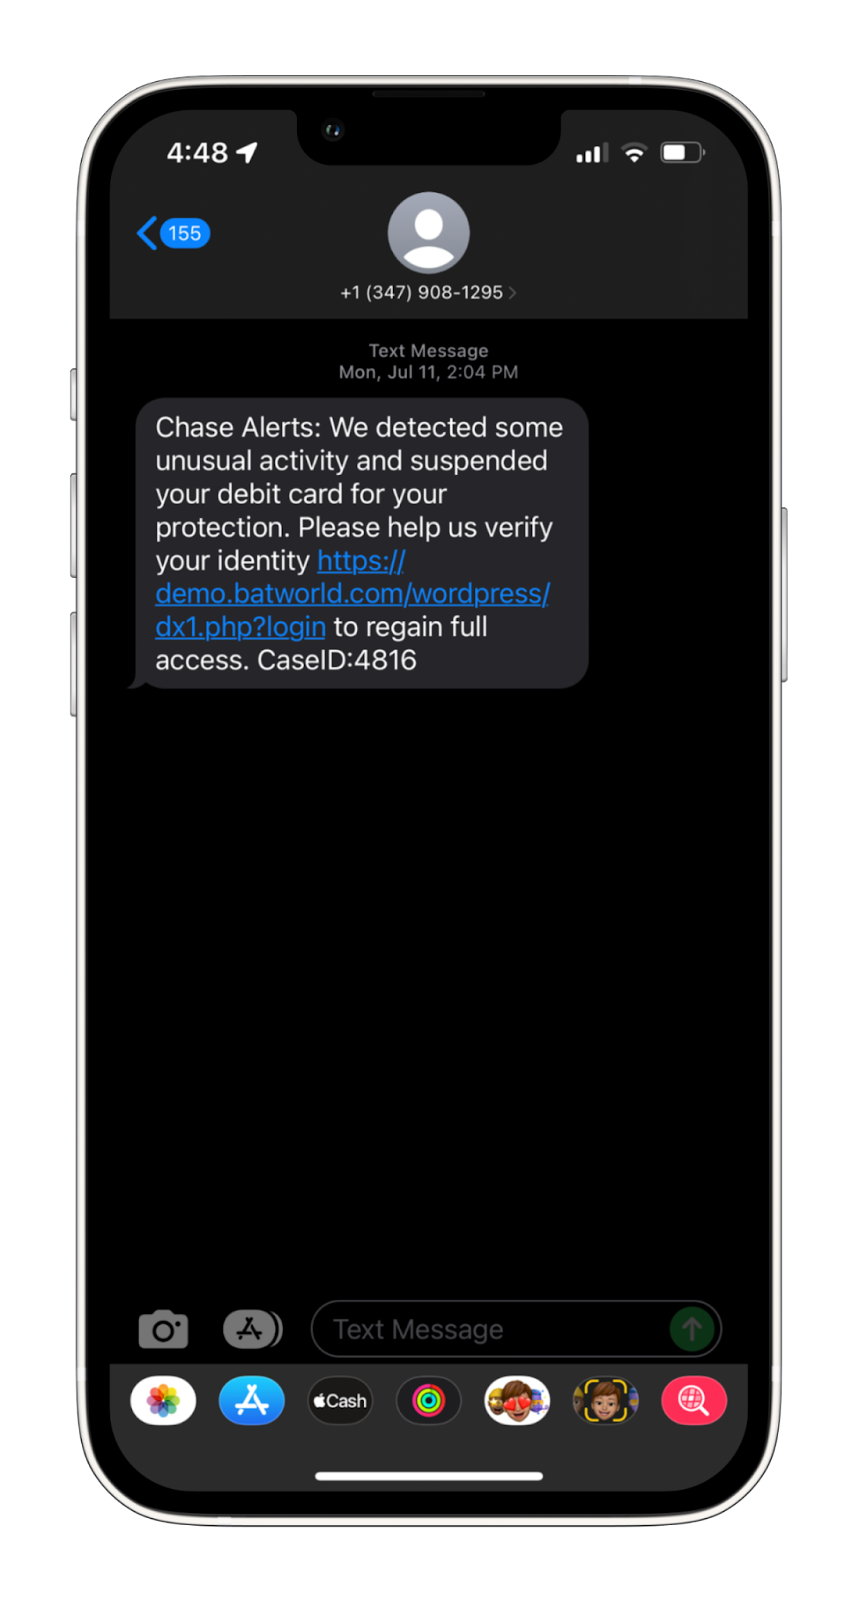 4:48
155
+1 (347) 908-1295
Text Message
Mon, Jul 11, 2:04 PM
Chase Alerts: We detected some
unusual activity and suspended
your debit card for your
protection. Please help us verify
your identity https://
demo.batworld.com/wordpress/
dx1.php?login to regain full
access. CaseID:4816
Text Message
Cash